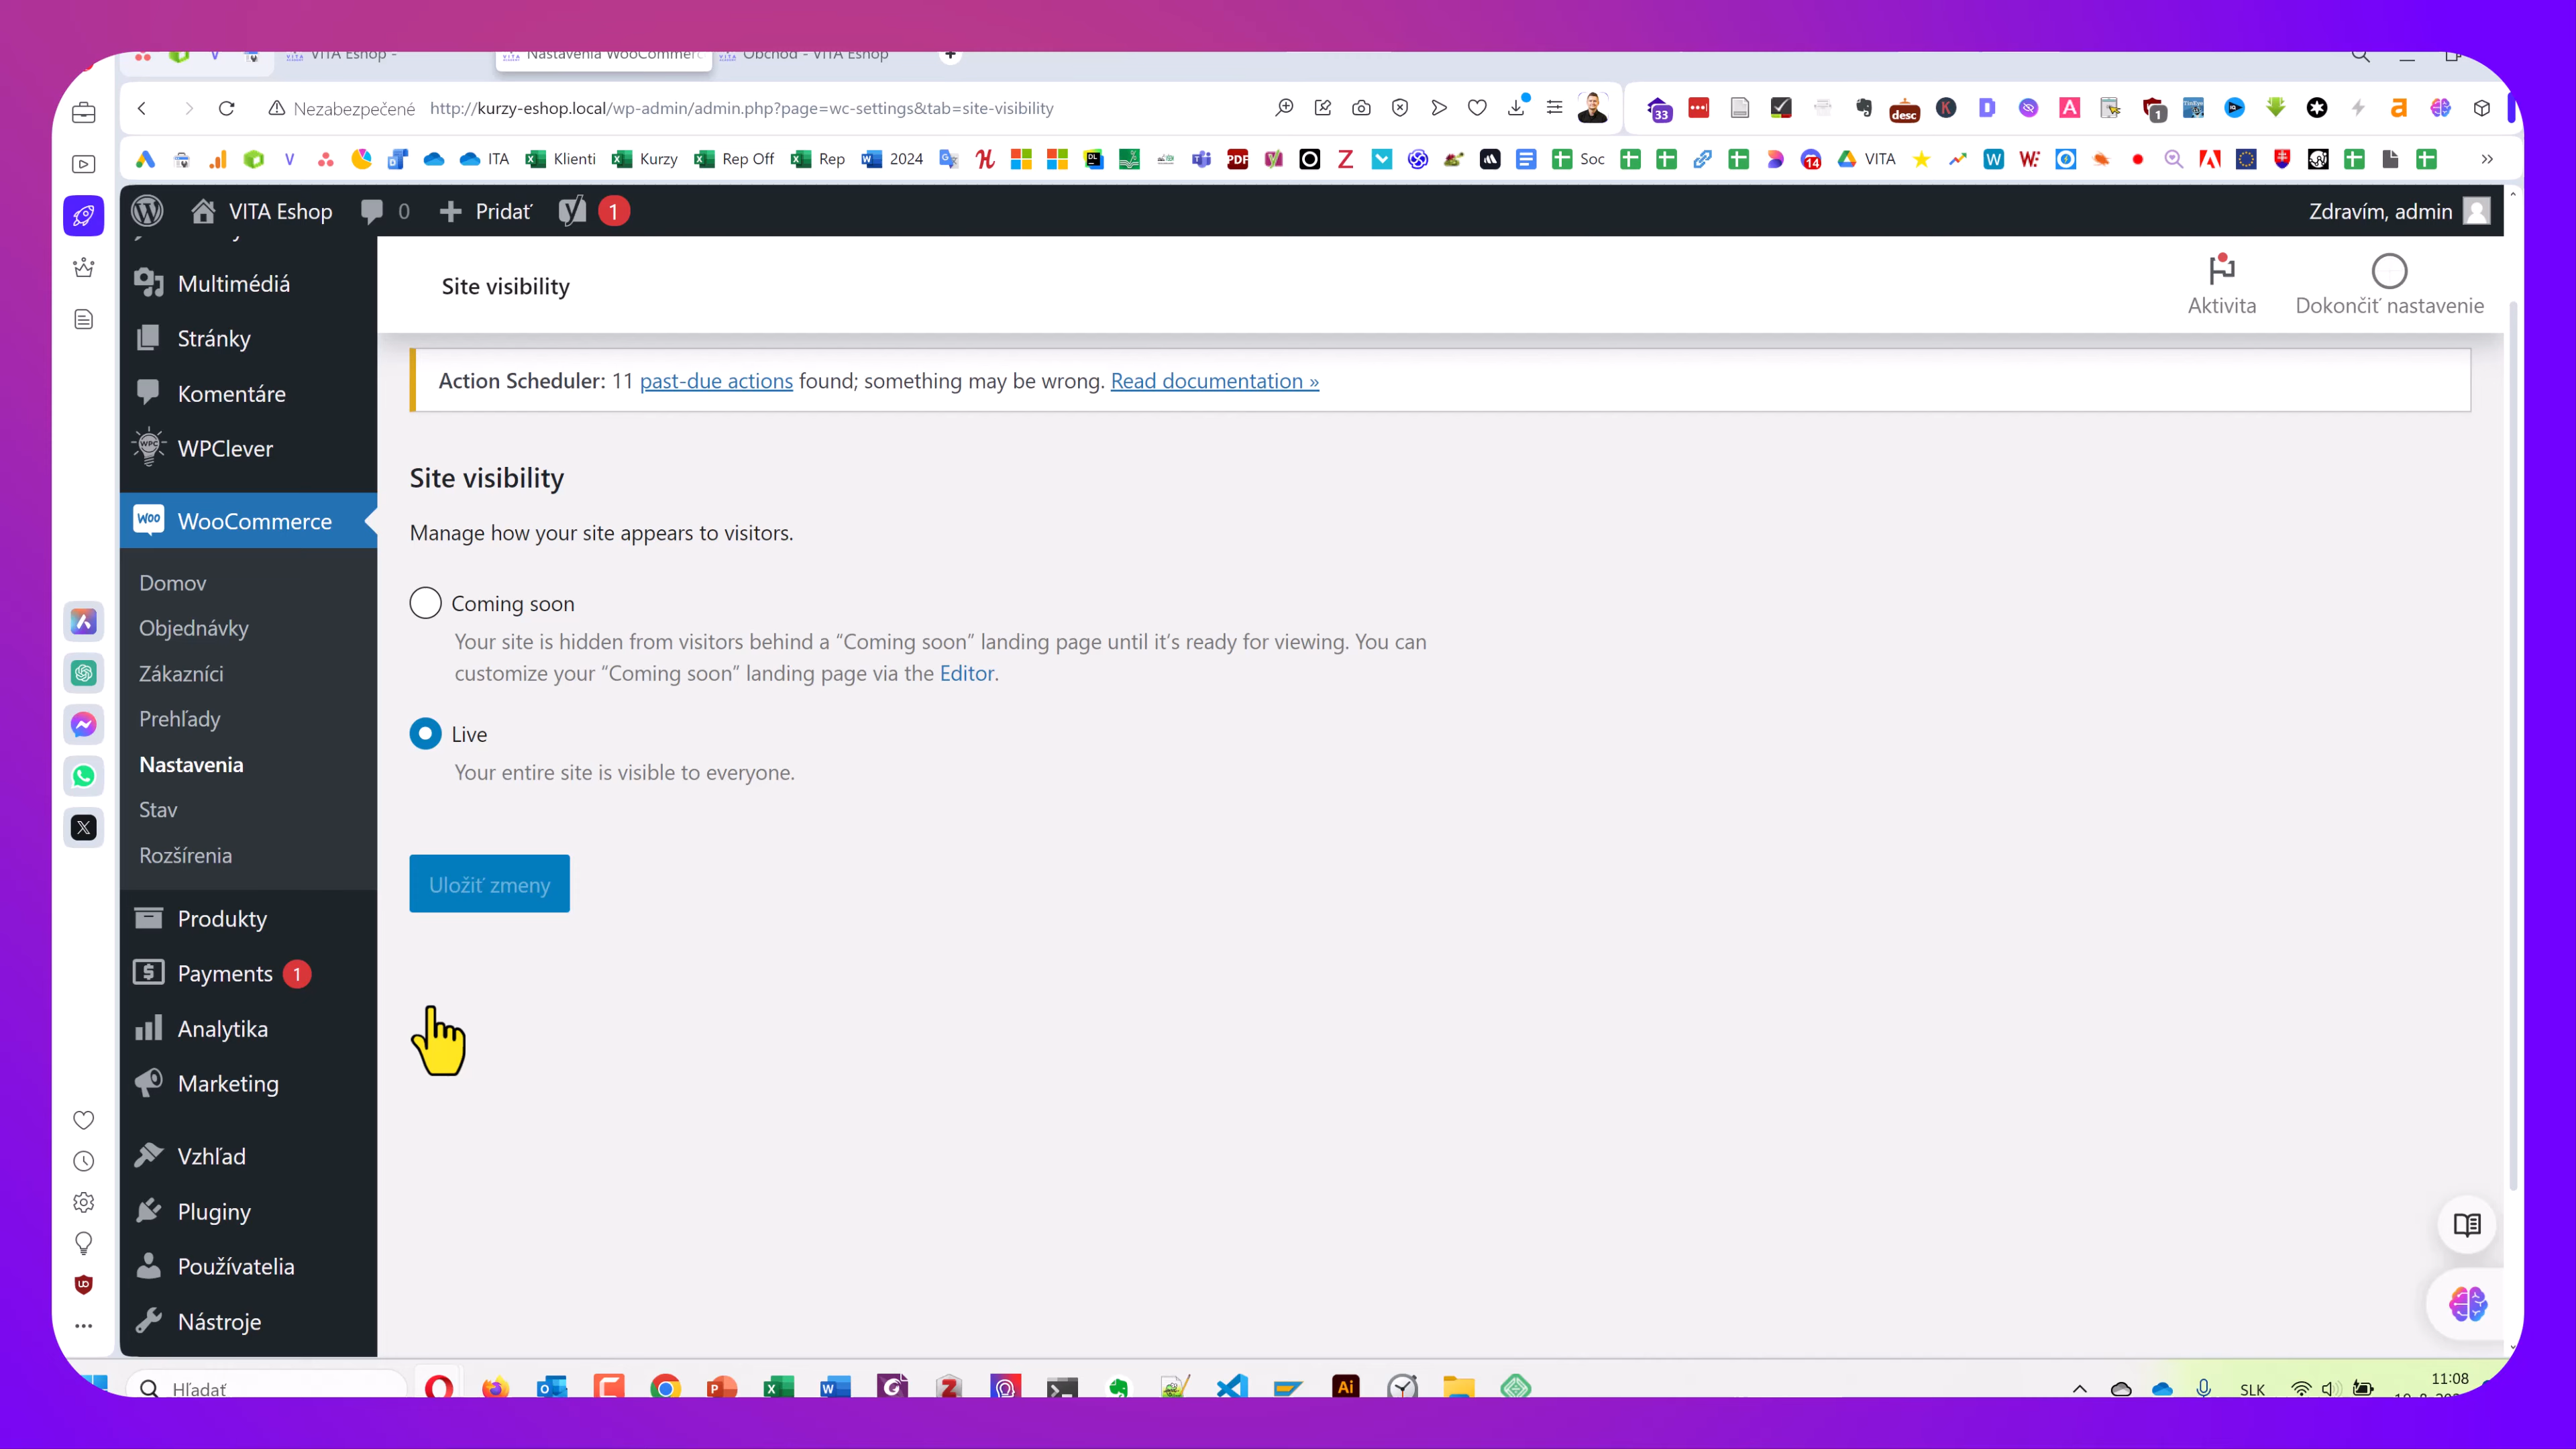 VITA Eshop -
Nastavenia WooCommerc
Obchod - VITA Eshop
Nezabezpečené http://kurzy-eshop.local/wp-admin/admin.php?page=wc-settings&tab=site-visibility
33
desc
1
ITA
Klienti
Kurzy
Rep Off
Rep
2024
PDF
Soc
14
VITA
VITA Eshop
0
Pridať
1
Zdravím, admin
Multimédiá
Stránky
Komentáre
WPClever
WooCommerce
Domov
Objednávky
Zákazníci
Prehľady
Nastavenia
Stav
Rozšírenia
Produkty
Payments 1
Analytika
Marketing
Vzhľad
Pluginy
Používatelia
Nástroje
Site visibility
Aktivita
Dokončiť nastavenie
Action Scheduler: 11 past-due actions found; something may be wrong. Read documentation »
Site visibility
Manage how your site appears to visitors.
Coming soon
Your site is hidden from visitors behind a “Coming soon” landing page until it’s ready for viewing. You can
customize your “Coming soon” landing page via the Editor.
Live
Your entire site is visible to everyone.
Uložiť zmeny
Hľadať
SLK
11:08